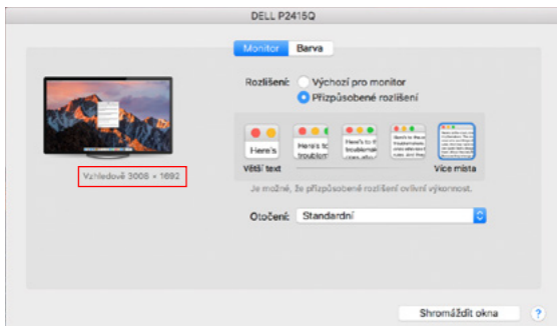 DELL P2415Q
Monitor Barva
Rozlišení: Výchozí pro monitor
Přizpůsobené rozlišení
Here's
Větší text Více místa
Vzhledově 3008 × 1692
Je možné, že přizpůsobené rozlišení ovlivní výkonnost.
Otočení: Standardní
Shromáždit okna ?